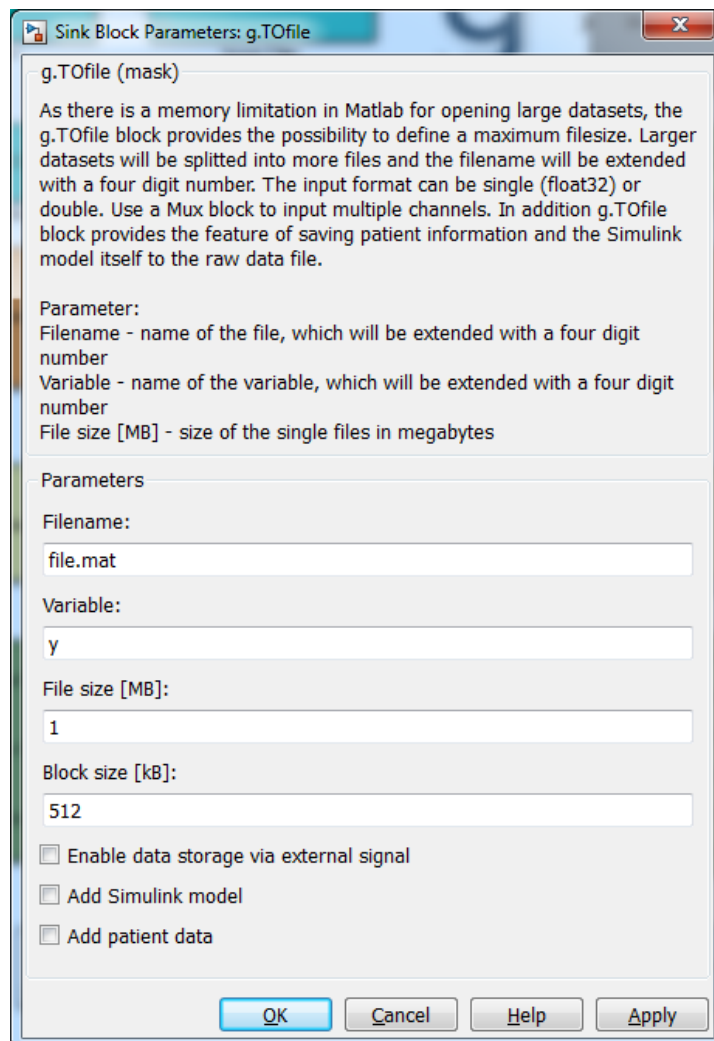 Sink Block Parameters: g.TOfile
g.TOfile (mask)
As there is a memory limitation in Matlab for opening large datasets, the
g.TOfile block provides the possibility to define a maximum filesize. Larger
datasets will be splitted into more files and the filename will be extended
with a four digit number. The input format can be single (float32) or
double. Use a Mux block to input multiple channels. In addition g.TOfile
block provides the feature of saving patient information and the Simulink
model itself to the raw data file.
Parameter:
Filename - name of the file, which will be extended with a four digit
number
Variable - name of the variable, which will be extended with a four digit
number
File size [MB] - size of the single files in megabytes
Parameters
Filename:
file.mat
Variable:
y
File size [MB]:
1
Block size [kB]:
512
Enable data storage via external signal
Add Simulink model
Add patient data
OK Cancel Help Apply